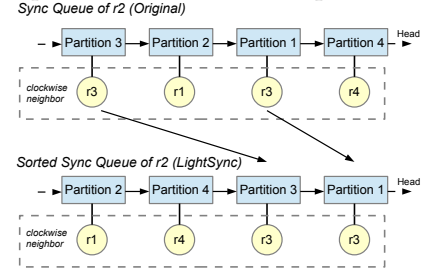 Sync Queue of r2 (Original)
Partition 3 Partition 2 Partition 1 Partition 4 Head
clockwise
neighbor
r3 r1 r3 r4
Sorted Sync Queue of r2 (LightSync)
Partition 2 Partition 4 Partition 3 Partition 1 Head
clockwise
neighbor
r1 r4 r3 r3